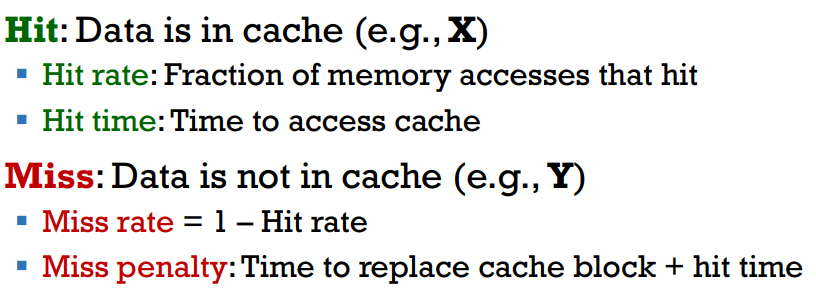 Hit: Data is in cache (e.g., X)
▪ Hit rate: Fraction of memory accesses that hit
▪ Hit time: Time to access cache
Miss: Data is not in cache (e.g., Y)
▪ Miss rate = 1 – Hit rate
▪ Miss penalty: Time to replace cache block + hit time